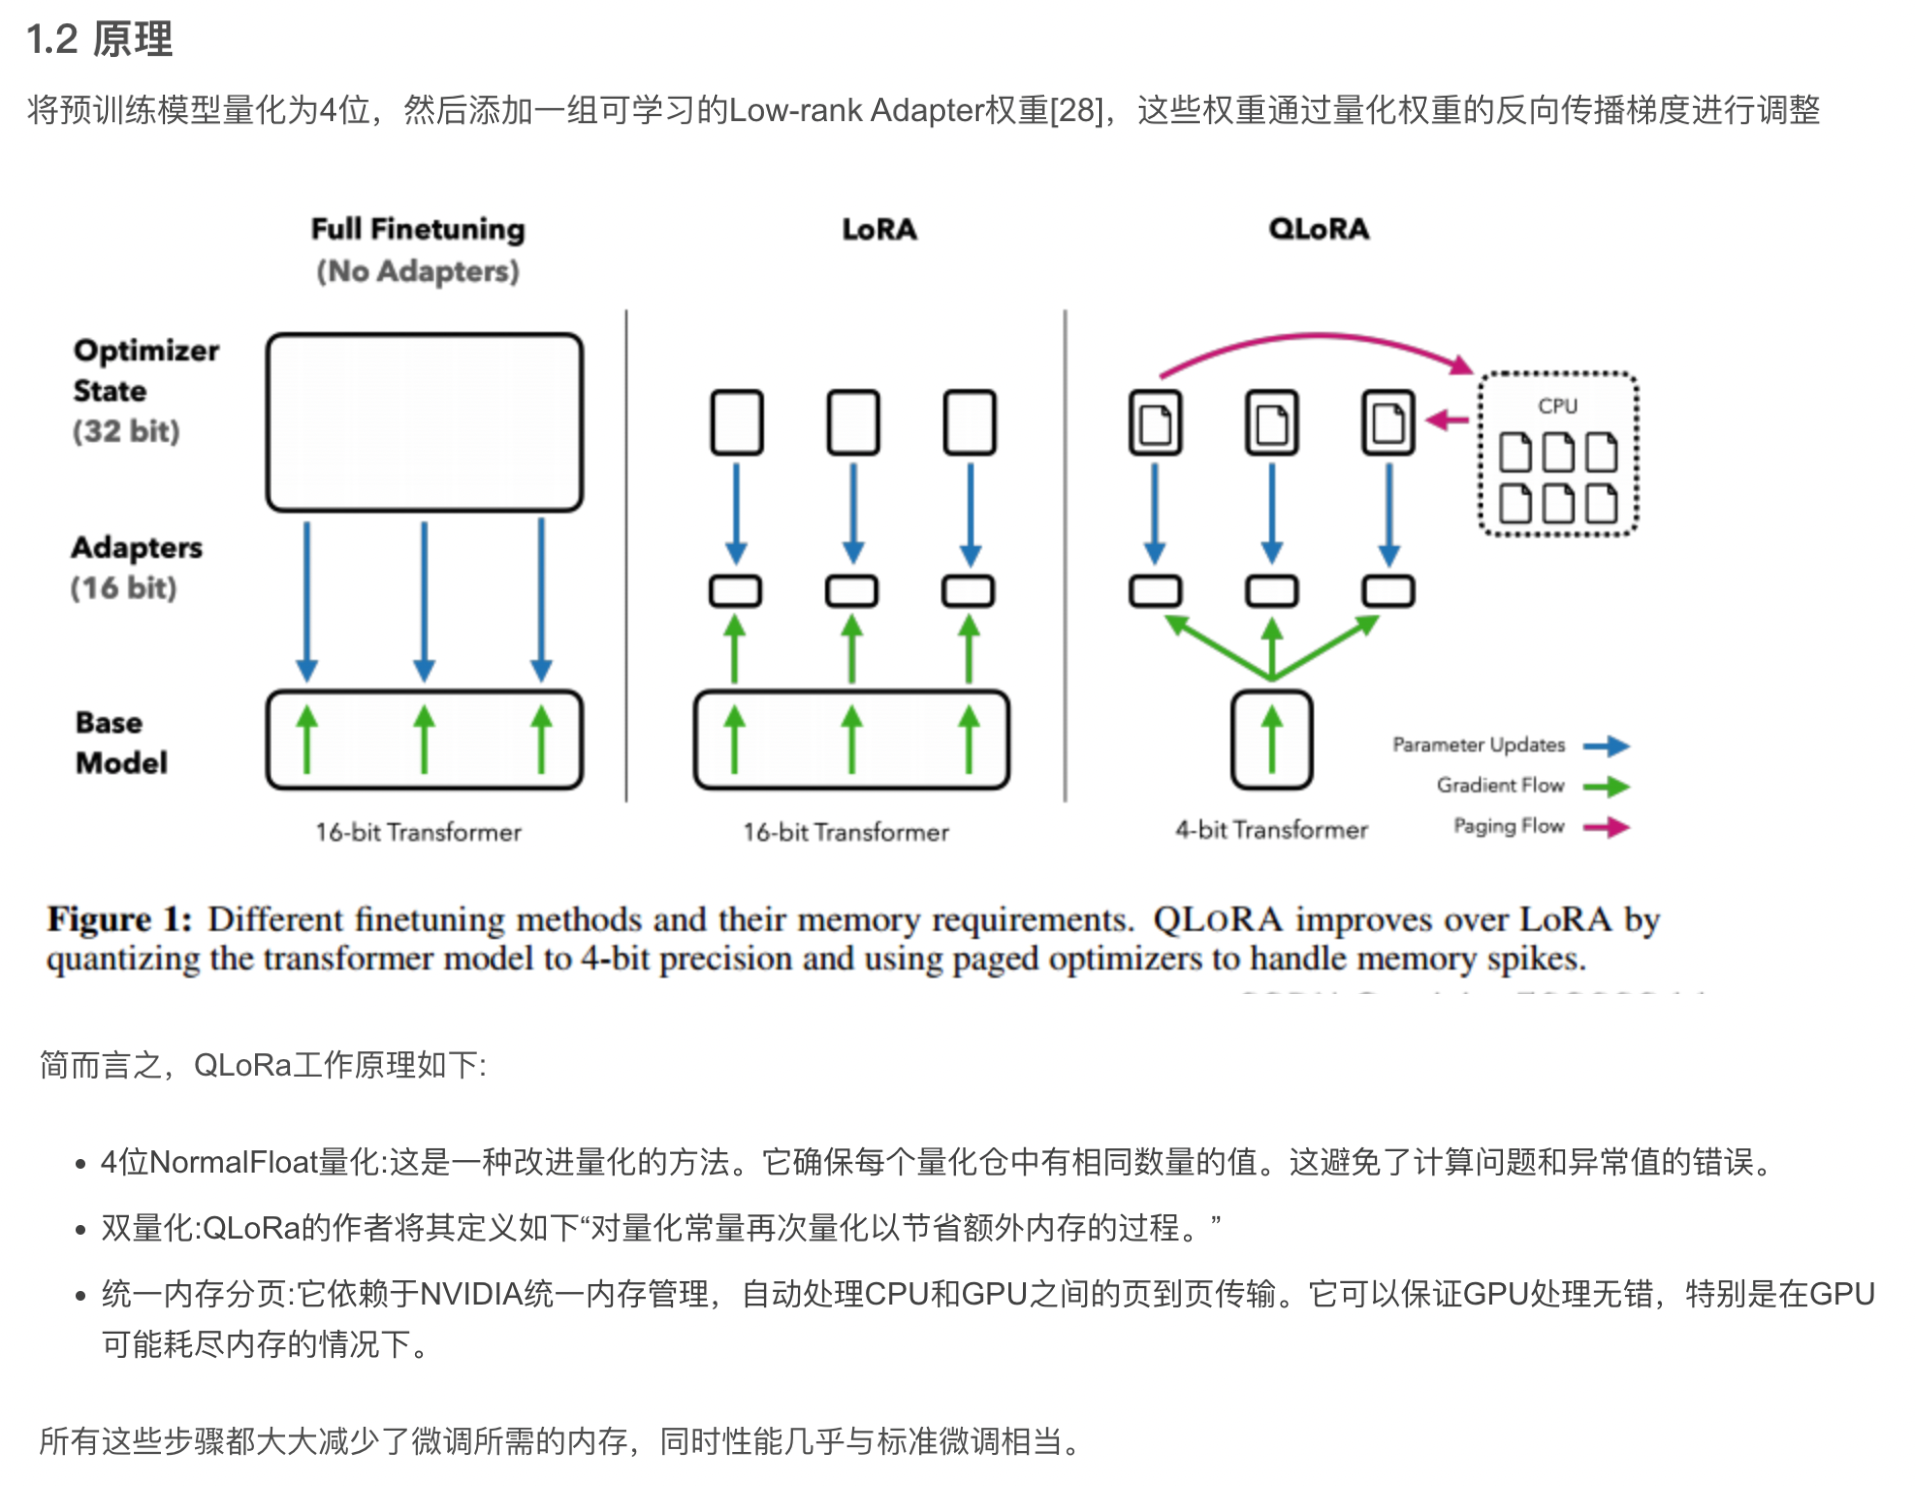 1.2 原理
将预训练模型量化为4位，然后添加一组可学习的Low-rank Adapter权重[28]，这些权重通过量化权重的反向传播梯度进行调整
Full Finetuning
(No Adapters)
LoRA
QLoRA
Optimizer
State
(32 bit)
CPU
Adapters
(16 bit)
Base
Model
Parameter Updates
Gradient Flow
Paging Flow
16-bit Transformer
16-bit Transformer
4-bit Transformer
Figure 1: Different finetuning methods and their memory requirements. QLORA improves over LoRA by
quantizing the transformer model to 4-bit precision and using paged optimizers to handle memory spikes.
简而言之，QLoRa工作原理如下:
• 4位NormalFloat量化:这是一种改进量化的方法。它确保每个量化仓中有相同数量的值。这避免了计算问题和异常值的错误。
• 双量化:QLoRa的作者将其定义如下“对量化常量再次量化以节省额外内存的过程。”
• 统一内存分页:它依赖于NVIDIA统一内存管理，自动处理CPU和GPU之间的页到页传输。它可以保证GPU处理无错，特别是在GPU
可能耗尽内存的情况下。
所有这些步骤都大大减少了微调所需的内存，同时性能几乎与标准微调相当。